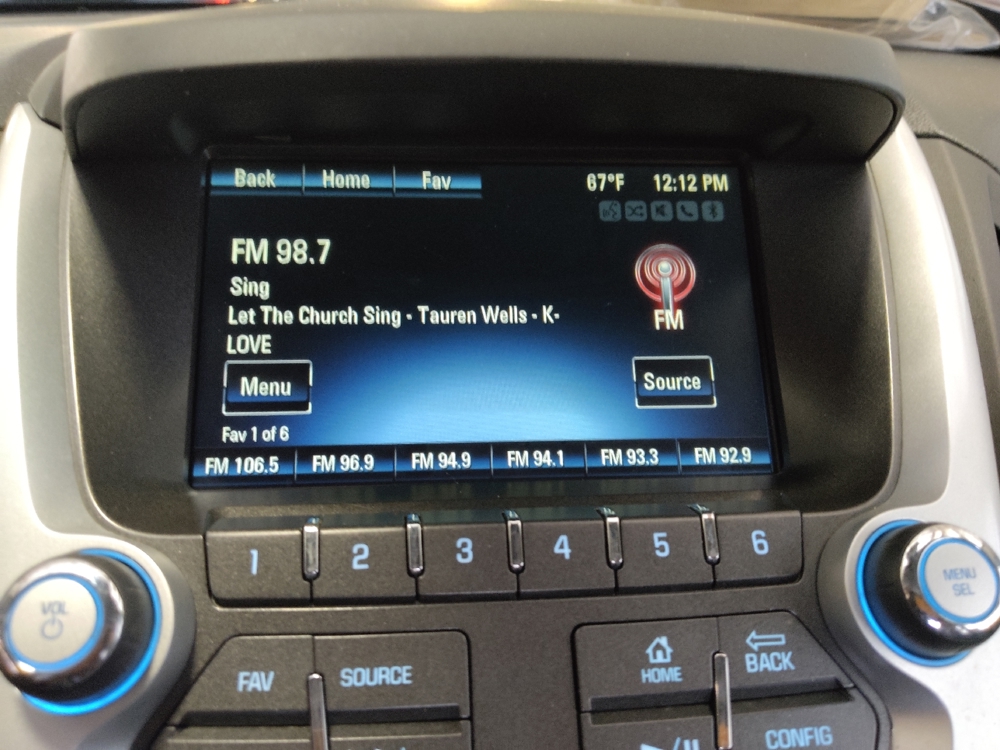 Back Home Fav 67°F 12:12 PM
FM 98.7
Sing
Let The Church Sing - Tauren Wells - K-
LOVE
FM
Menu Source
Fav 1 of 6
FM 106.5 FM 96.9 FM 94.9 FM 94.1 FM 93.3 FM 92.9
1 2 3 4 5 6
VOL
MENU
SEL
FAV SOURCE HOME BACK
CONFIG